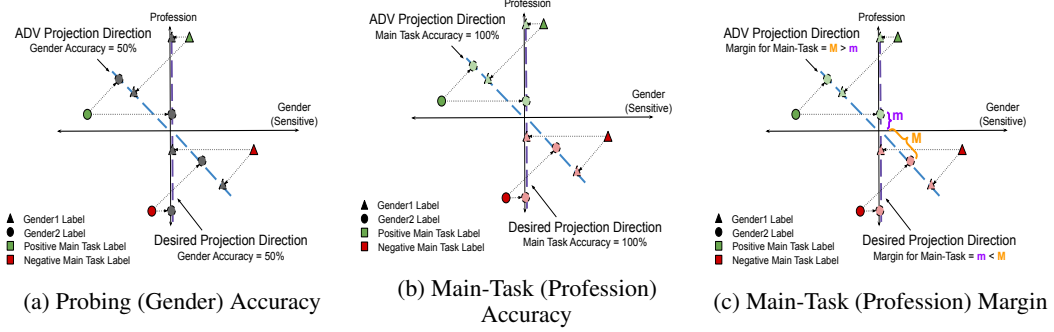 Profession
ADV Projection Direction
Gender Accuracy = 50%
Gender
(Sensitive)
Gender1 Label
Gender2 Label
Positive Main Task Label
Negative Main Task Label
Desired Projection Direction
Gender Accuracy = 50%
(a) Probing (Gender) Accuracy
Profession
ADV Projection Direction
Main Task Accuracy = 100%
Gender
(Sensitive)
Gender1 Label
Gender2 Label
Positive Main Task Label
Negative Main Task Label
Desired Projection Direction
Main Task Accuracy = 100%
(b) Main-Task (Profession)
Accuracy
Profession
ADV Projection Direction
Margin for Main-Task = M > m
Gender
(Sensitive)
m
M
Gender1 Label
Gender2 Label
Positive Main Task Label
Negative Main Task Label
Desired Projection Direction
Margin for Main-Task = m < M
(c) Main-Task (Profession) Margin